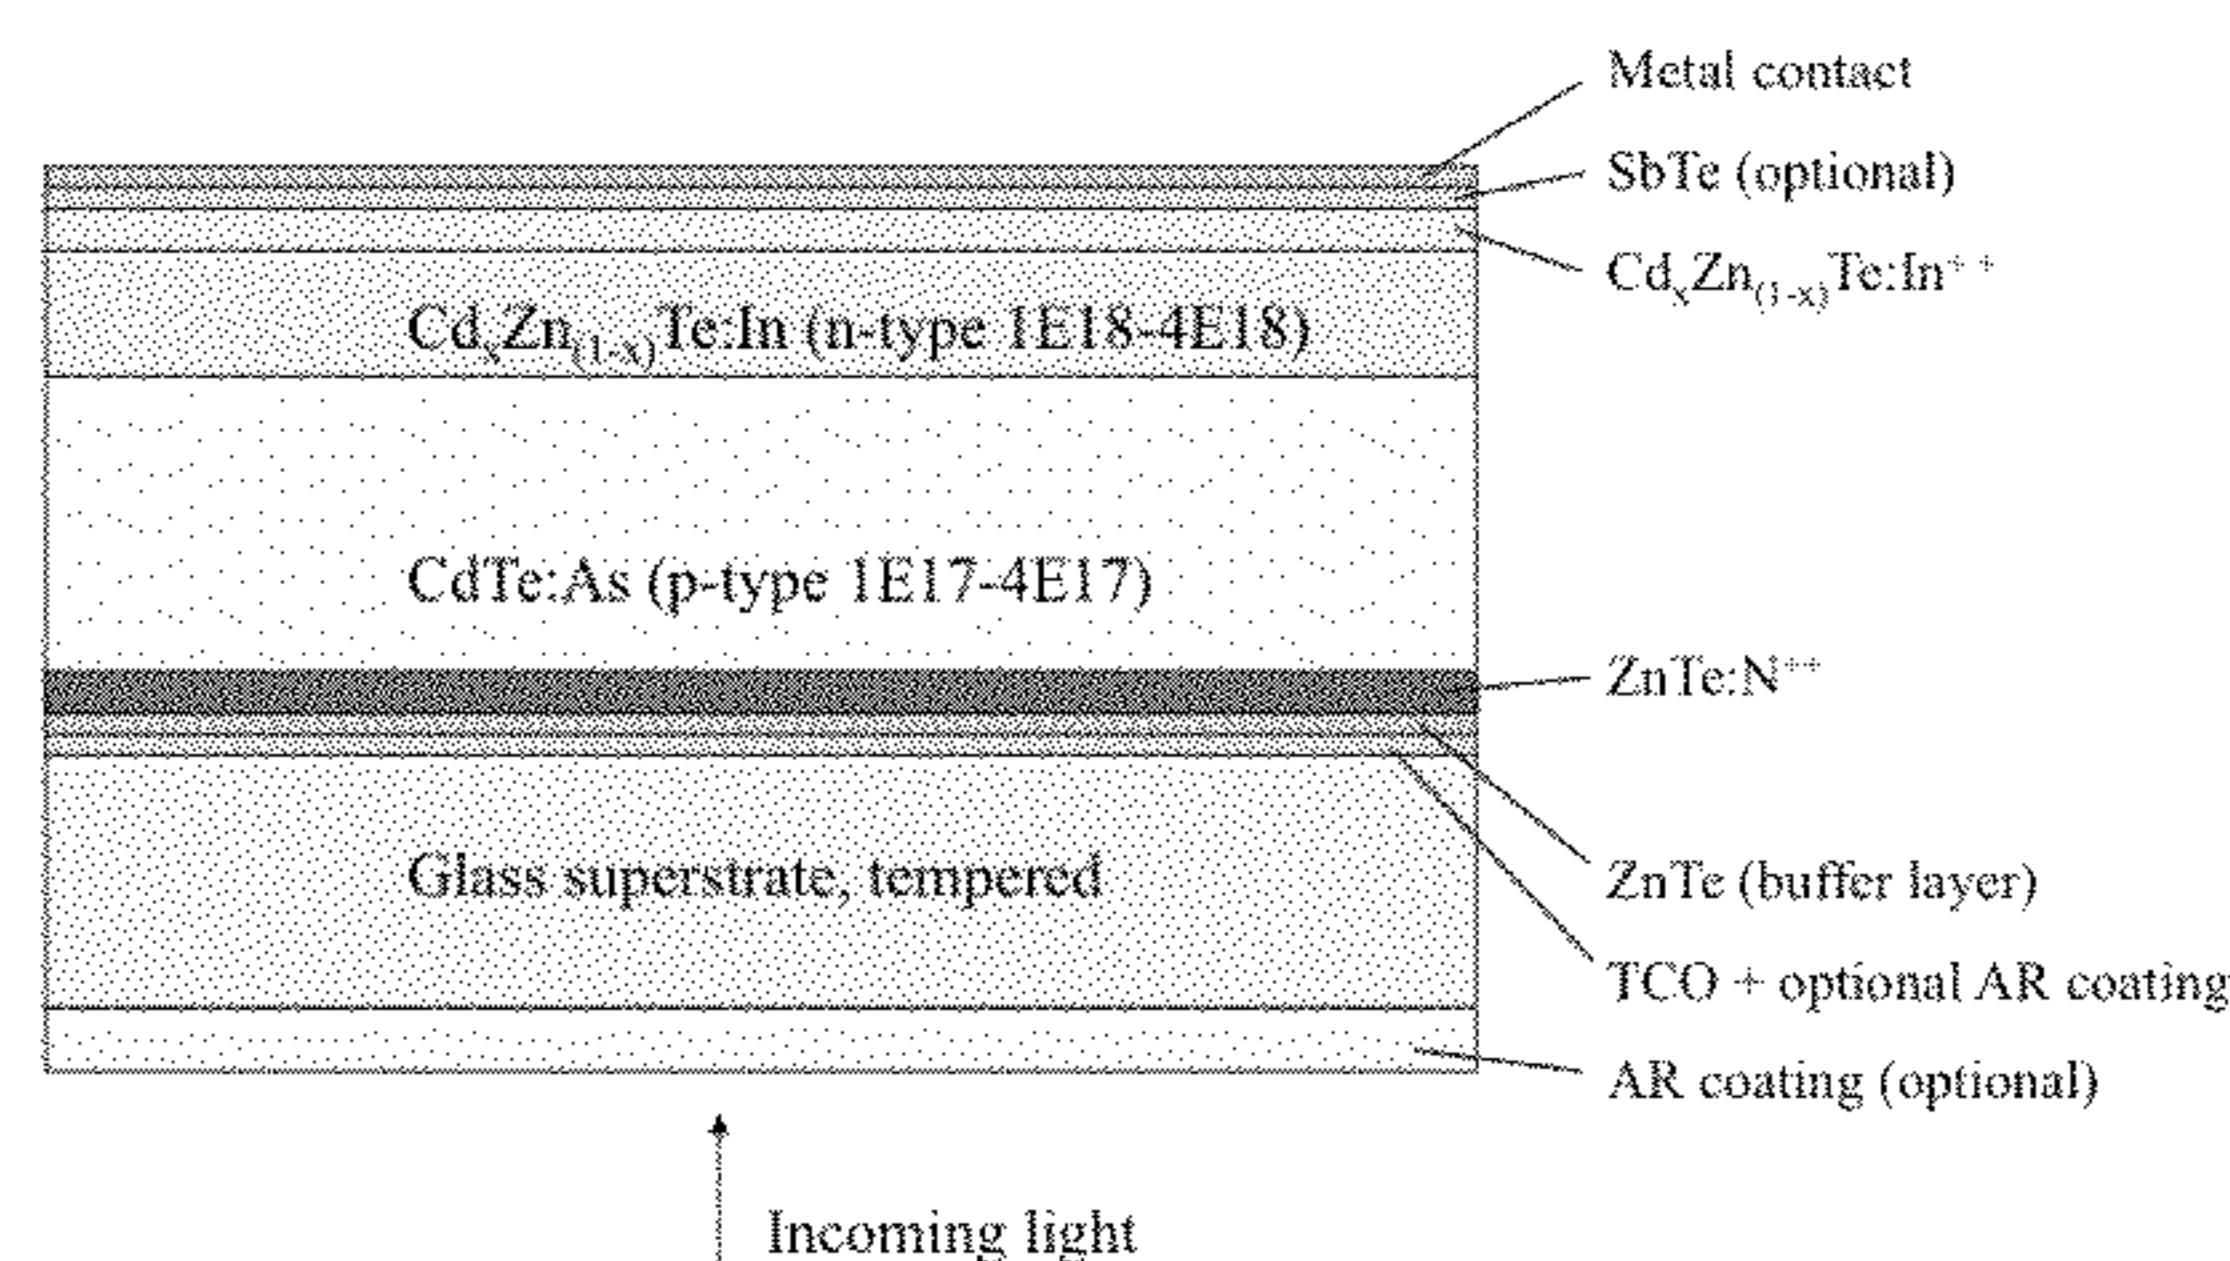 Metal contact
SbTe (optional)
CdₓZn₍₁₋ₓ₎Te:In⁺⁺
CdₓZn₍₁₋ₓ₎Te:In (n-type 1E18-4E18)
CdTe:As (p-type 1E17-4E17)
ZnTe:N⁺⁺
Glass superstrate, tempered
ZnTe (buffer layer)
TCO + optional AR coating
AR coating (optional)
Incoming light